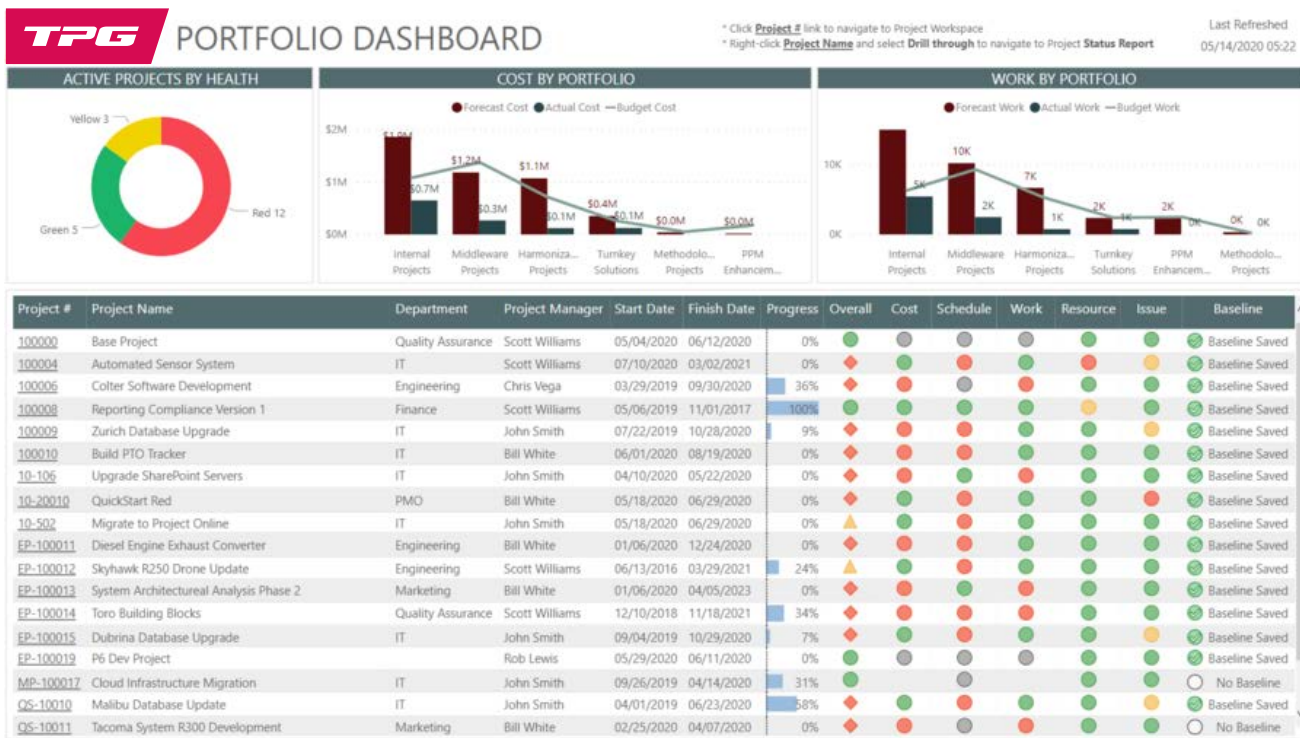 TPG
PORTFOLIO DASHBOARD
* Click Project # link to navigate to Project Workspace
* Right-click Project Name and select Drill through to navigate to Project Status Report
Last Refreshed
05/14/2020 05:22
ACTIVE PROJECTS BY HEALTH
Yellow 3
Green 5
Red 12
COST BY PORTFOLIO
Forecast Cost Actual Cost Budget Cost
$2M
$1M
$0M
$1.9M
$0.7M
$1.2M
$0.3M
$1.1M
$0.1M
$0.4M
$0.1M
$0.0M
$0.0M
Internal Projects
Middleware Projects
Harmoniza... Projects
Turnkey Solutions
Methodolo... Projects
PPM Enhancem...
WORK BY PORTFOLIO
Forecast Work Actual Work Budget Work
10K
0K
5K
10K
2K
7K
1K
2K
1K
2K
0K
0K
0K
Internal Projects
Middleware Projects
Harmoniza... Projects
Turnkey Solutions
PPM Enhancem...
Methodolo... Projects
Project # Project Name Department Project Manager Start Date Finish Date Progress Overall Cost Schedule Work Resource Issue Baseline
100000 Base Project Quality Assurance Scott Williams 05/04/2020 06/12/2020 0% Baseline Saved
100004 Automated Sensor System IT Scott Williams 07/10/2020 03/02/2021 0% Baseline Saved
100006 Colter Software Development Engineering Chris Vega 03/29/2019 09/30/2020 36% Baseline Saved
100008 Reporting Compliance Version 1 Finance Scott Williams 05/06/2019 11/01/2017 100% Baseline Saved
100009 Zurich Database Upgrade IT John Smith 07/22/2019 10/28/2020 9% Baseline Saved
100010 Build PTO Tracker IT Bill White 06/01/2020 08/19/2020 0% Baseline Saved
10-106 Upgrade SharePoint Servers IT John Smith 04/10/2020 05/22/2020 0% Baseline Saved
10-20010 QuickStart Red PMO Bill White 05/18/2020 06/29/2020 0% Baseline Saved
10-502 Migrate to Project Online IT John Smith 05/18/2020 06/29/2020 0% Baseline Saved
EP-100011 Diesel Engine Exhaust Converter Engineering Bill White 01/06/2020 12/24/2020 0% Baseline Saved
EP-100012 Skyhawk R250 Drone Update Engineering Scott Williams 06/13/2016 03/29/2021 24% Baseline Saved
EP-100013 System Architectureal Analysis Phase 2 Marketing Bill White 01/06/2020 04/05/2023 0% Baseline Saved
EP-100014 Toro Building Blocks Quality Assurance Scott Williams 12/10/2018 11/18/2021 34% Baseline Saved
EP-100015 Dubrina Database Upgrade IT John Smith 09/04/2019 10/29/2020 7% Baseline Saved
EP-100019 P6 Dev Project Rob Lewis 05/29/2020 06/11/2020 0% Baseline Saved
MP-100017 Cloud Infrastructure Migration IT John Smith 09/26/2019 04/14/2020 31% No Baseline
QS-10010 Malibu Database Update IT John Smith 04/01/2019 06/23/2020 58% Baseline Saved
QS-10011 Tacoma System R300 Development Marketing Bill White 02/25/2020 04/07/2020 0% No Baseline